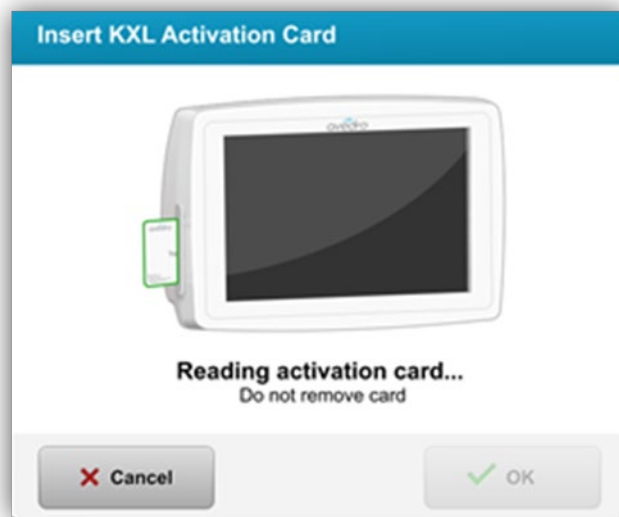 Insert KXL Activation Card
avedro
Reading activation card...
Do not remove card
Cancel
OK